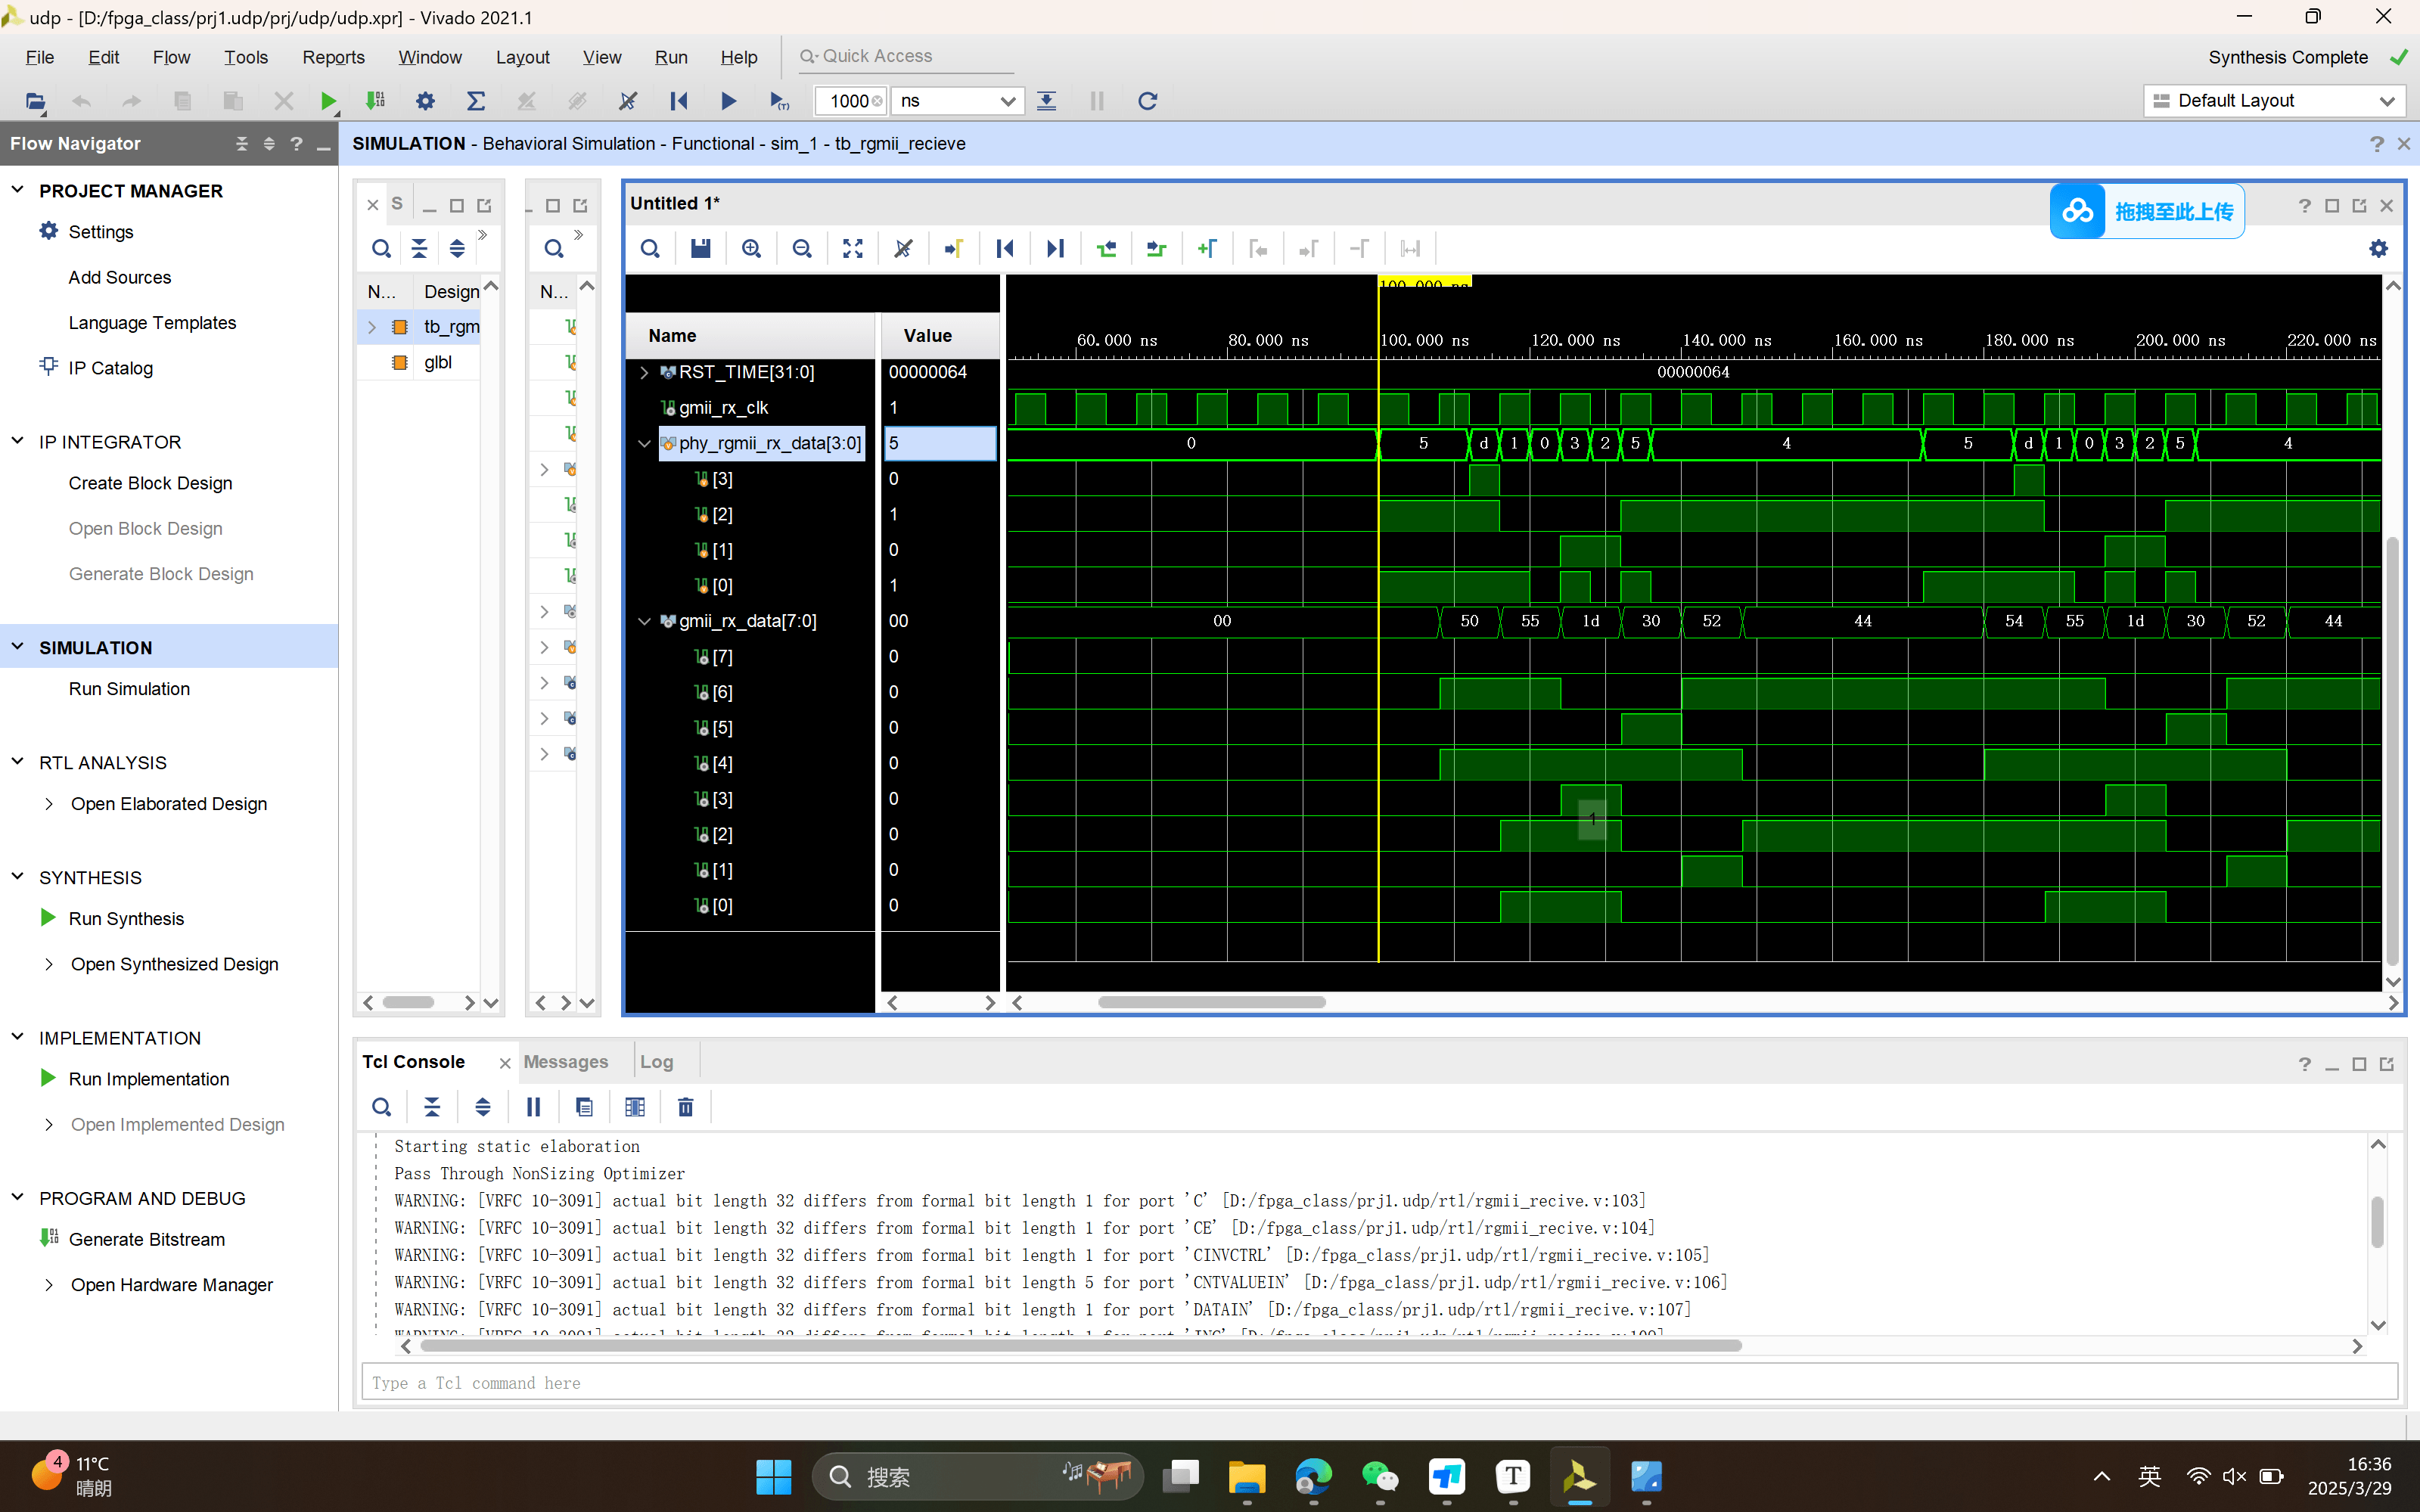 udp - [D:/fpga_class/prj1.udp/prj/udp/udp.xpr] - Vivado 2021.1
File Edit Flow Tools Reports Window Layout View Run Help Quick Access Synthesis Complete
1000 ns Default Layout
Flow Navigator
SIMULATION - Behavioral Simulation - Functional - sim_1 - tb_rgmii_recieve
PROJECT MANAGER
Settings
Add Sources
Language Templates
IP Catalog
IP INTEGRATOR
Create Block Design
Open Block Design
Generate Block Design
SIMULATION
Run Simulation
RTL ANALYSIS
Open Elaborated Design
SYNTHESIS
Run Synthesis
Open Synthesized Design
IMPLEMENTATION
Run Implementation
Open Implemented Design
PROGRAM AND DEBUG
Generate Bitstream
Open Hardware Manager
S
N... Design
tb_rgm
glbl
N...
Untitled 1*
拖拽至此上传
100.000 ns
Name Value
60.000 ns 80.000 ns 100.000 ns 120.000 ns 140.000 ns 160.000 ns 180.000 ns 200.000 ns 220.000 ns
RST_TIME[31:0] 00000064 00000064
gmii_rx_clk 1
phy_rgmii_rx_data[3:0] 5 0 5 d 1 0 3 2 5 4 5 d 1 0 3 2 5 4
[3] 0
[2] 1
[1] 0
[0] 1
gmii_rx_data[7:0] 00 00 50 55 1d 30 52 44 54 55 1d 30 52 44
[7] 0
[6] 0
[5] 0
[4] 0
[3] 0
1
[2] 0
[1] 0
[0] 0
Tcl Console Messages Log
Starting static elaboration
Pass Through NonSizing Optimizer
WARNING: [VRFC 10-3091] actual bit length 32 differs from formal bit length 1 for port 'C' [D:/fpga_class/prj1.udp/rtl/rgmii_recive.v:103]
WARNING: [VRFC 10-3091] actual bit length 32 differs from formal bit length 1 for port 'CE' [D:/fpga_class/prj1.udp/rtl/rgmii_recive.v:104]
WARNING: [VRFC 10-3091] actual bit length 32 differs from formal bit length 1 for port 'CINVCTRL' [D:/fpga_class/prj1.udp/rtl/rgmii_recive.v:105]
WARNING: [VRFC 10-3091] actual bit length 32 differs from formal bit length 5 for port 'CNTVALUEIN' [D:/fpga_class/prj1.udp/rtl/rgmii_recive.v:106]
WARNING: [VRFC 10-3091] actual bit length 32 differs from formal bit length 1 for port 'DATAIN' [D:/fpga_class/prj1.udp/rtl/rgmii_recive.v:107]
Type a Tcl command here
4 11°C
晴朗
搜索
英
16:36
2025/3/29